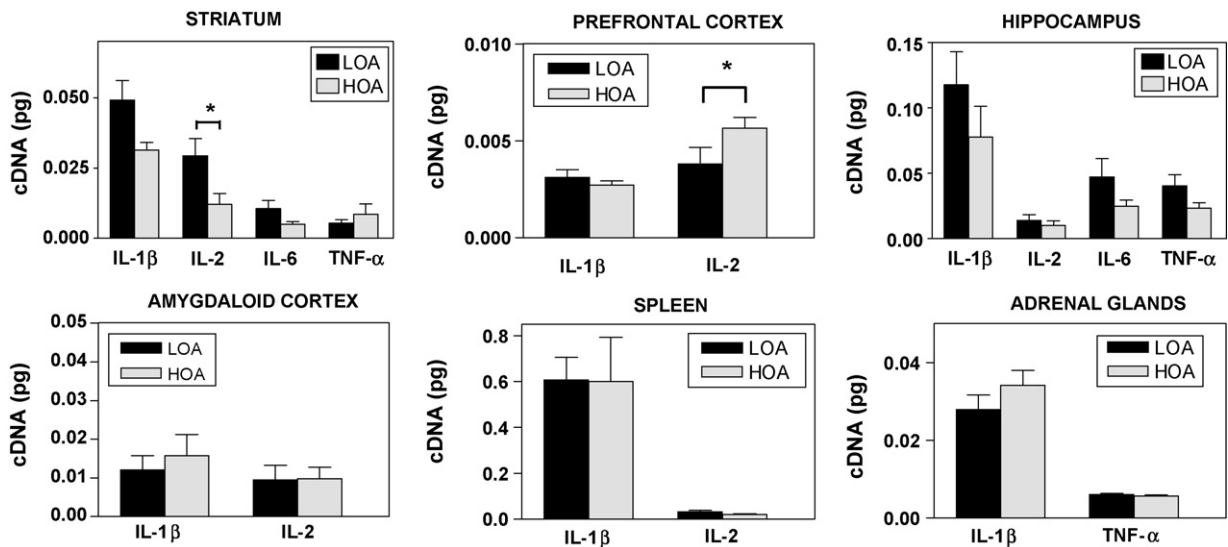 STRIATUM
cDNA (pg)
0.050
0.025
0.000
LOA
HOA
*
IL-1β IL-2 IL-6 TNF-α
PREFRONTAL CORTEX
cDNA (pg)
0.010
0.005
0.000
LOA
HOA
*
IL-1β IL-2
HIPPOCAMPUS
cDNA (pg)
0.15
0.10
0.05
0.00
LOA
HOA
IL-1β IL-2 IL-6 TNF-α
AMYGDALOID CORTEX
cDNA (pg)
0.05
0.04
0.03
0.02
0.01
0.00
LOA
HOA
IL-1β IL-2
SPLEEN
cDNA (pg)
0.8
0.6
0.4
0.2
0.0
LOA
HOA
IL-1β IL-2
ADRENAL GLANDS
cDNA (pg)
0.04
0.02
0.00
LOA
HOA
IL-1β TNF-α